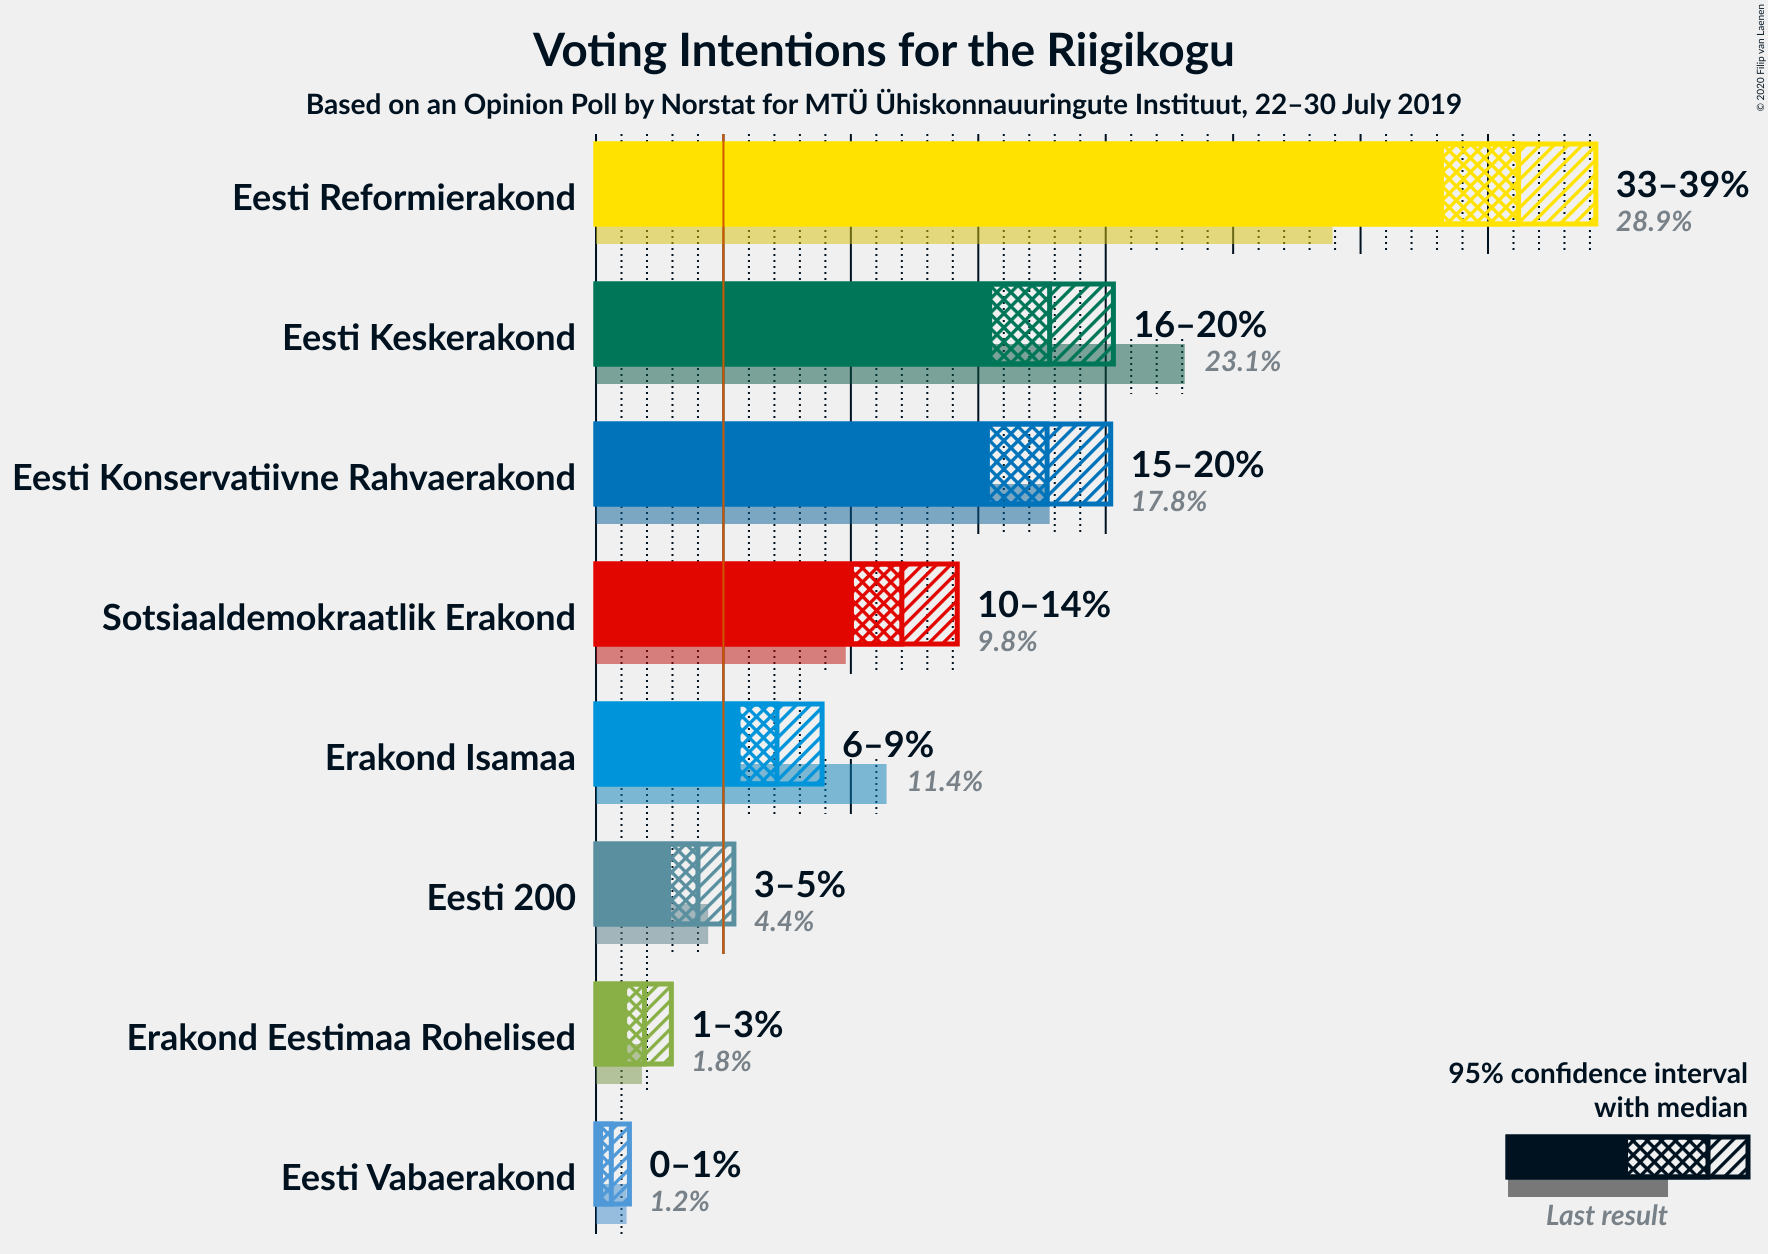 Voting Intentions for the Riigikogu
Based on an Opinion Poll by Norstat for MTÜ Ühiskonnauuringute Instituut, 22–30 July 2019
© 2020 Filip van Laenen
Eesti Reformierakond
33–39%
28.9%
Eesti Keskerakond
16–20%
23.1%
Eesti Konservatiivne Rahvaerakond
15–20%
17.8%
Sotsiaaldemokraatlik Erakond
10–14%
9.8%
Erakond Isamaa
6–9%
11.4%
Eesti 200
3–5%
4.4%
Erakond Eestimaa Rohelised
1–3%
1.8%
Eesti Vabaerakond
0–1%
1.2%
95% confidence interval
with median
Last result